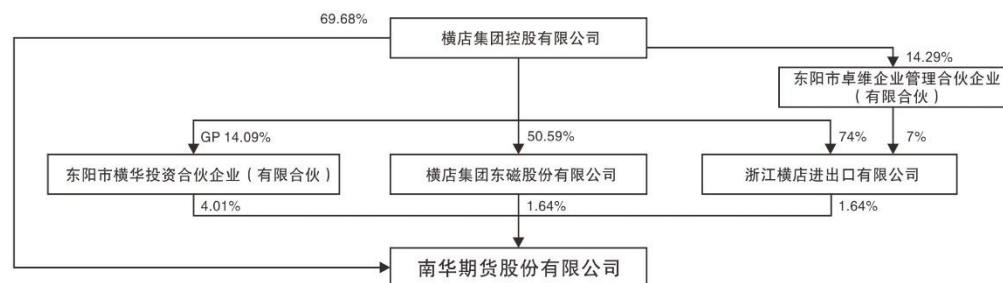 69.68%
横店集团控股有限公司
14.29%
东阳市卓维企业管理合伙企业
（有限合伙）
GP 14.09%
50.59%
74%
7%
东阳市横华投资合伙企业（有限合伙）
横店集团东磁股份有限公司
浙江横店进出口有限公司
4.01%
1.64%
1.64%
南华期货股份有限公司